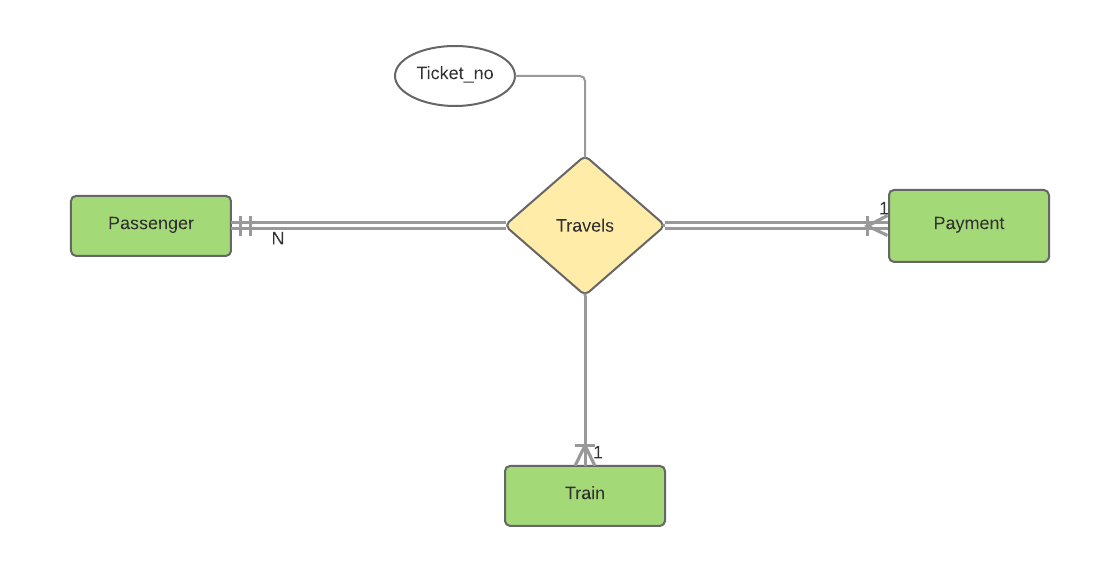 Ticket_no
Passenger
N
Travels
1
Payment
1
Train